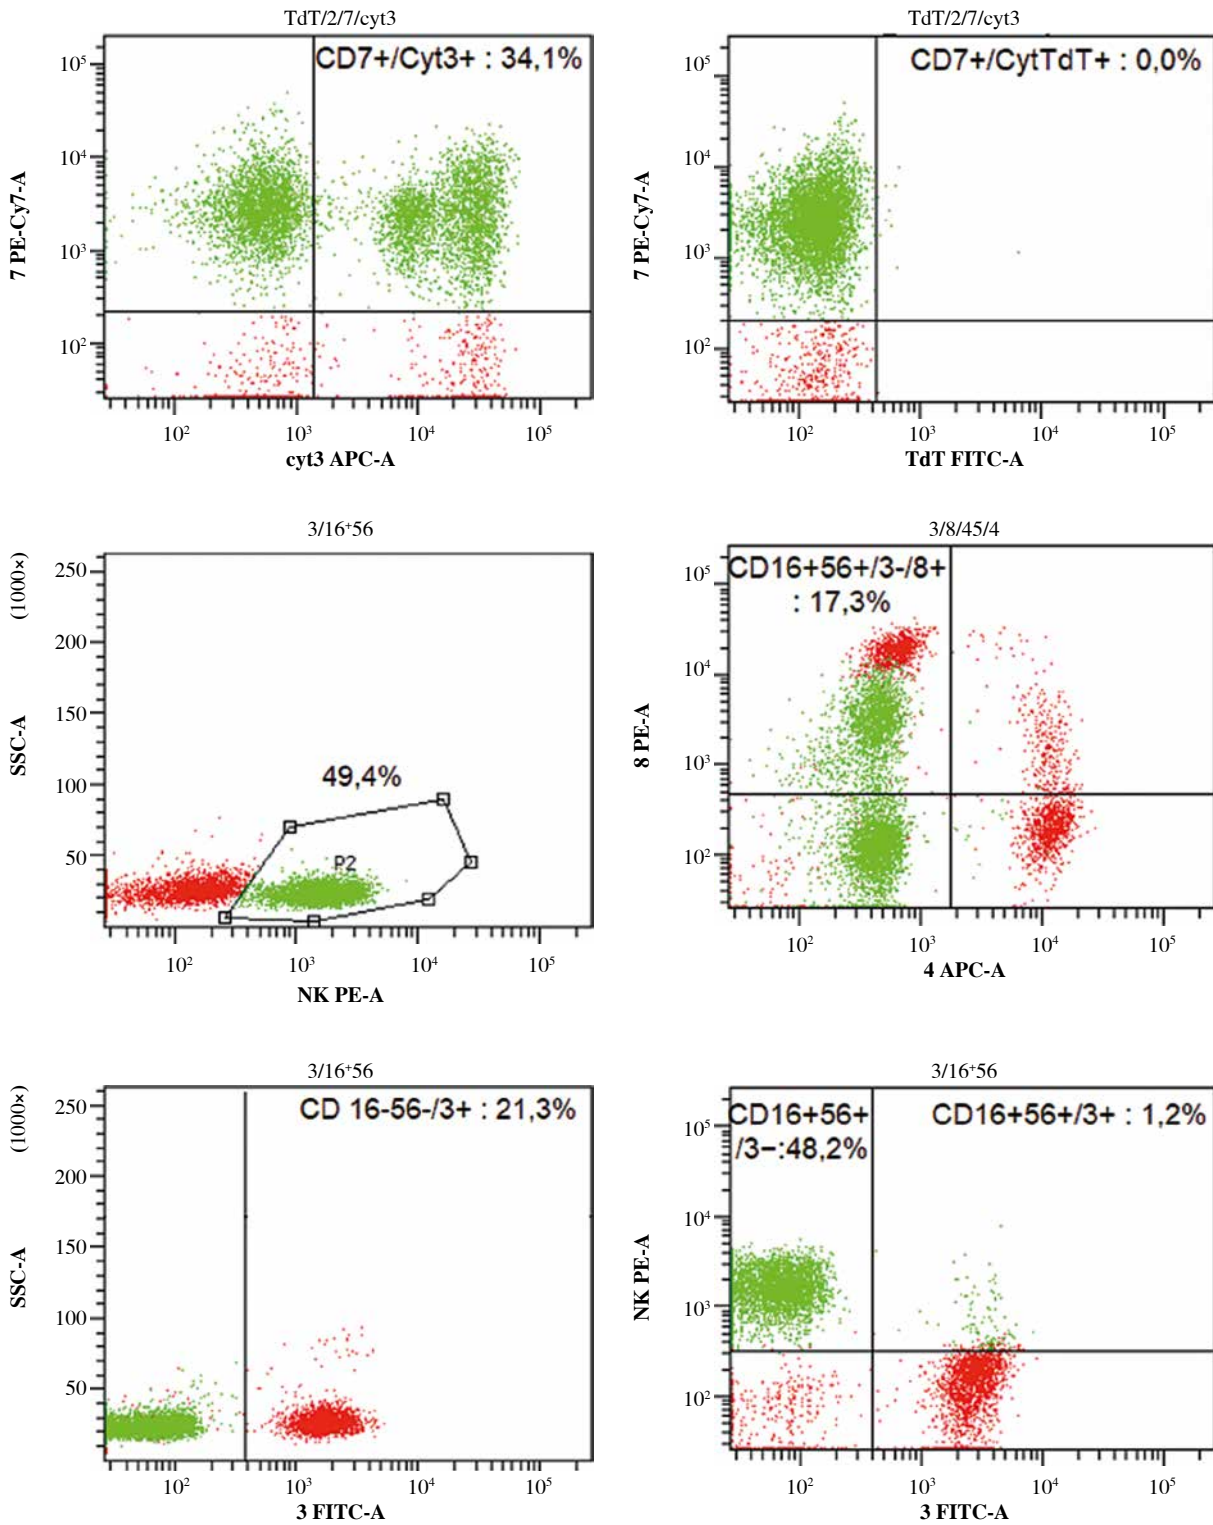 TdT/2/7/cyt3
CD7+/Cyt3+ : 34,1%
10⁵
10⁴
10³
10²
7 PE-Cy7-A
10² 10³ 10⁴ 10⁵
cyt3 APC-A
TdT/2/7/cyt3
CD7+/CytTdT+ : 0,0%
10⁵
10⁴
10³
10²
7 PE-Cy7-A
10² 10³ 10⁴ 10⁵
TdT FITC-A
3/16⁺56
(1000×)
250
200
150
100
50
SSC-A
49,4%
P2
10² 10³ 10⁴ 10⁵
NK PE-A
3/8/45/4
CD16+56+/3-/8+
: 17,3%
10⁵
10⁴
10³
10²
8 PE-A
10² 10³ 10⁴ 10⁵
4 APC-A
3/16⁺56
(1000×)
CD 16-56-/3+ : 21,3%
250
200
150
100
50
SSC-A
10² 10³ 10⁴ 10⁵
3 FITC-A
3/16⁺56
CD16+56+
/3−:48,2%
CD16+56+/3+ : 1,2%
10⁵
10⁴
10³
10²
NK PE-A
10² 10³ 10⁴ 10⁵
3 FITC-A